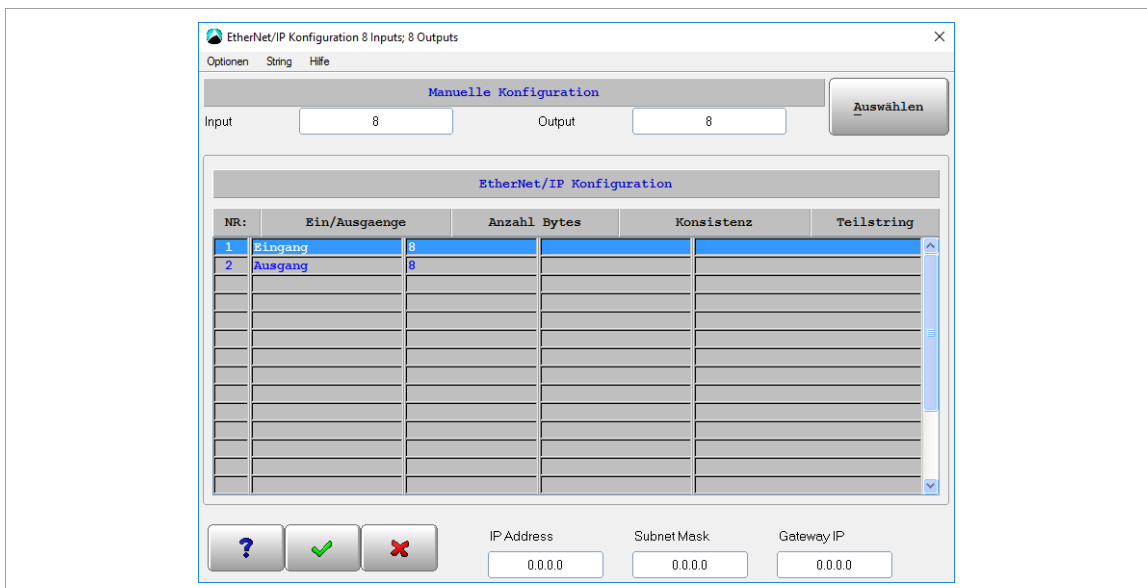 EtherNet/IP Konfiguration 8 Inputs; 8 Outputs
Optionen String Hilfe
Manuelle Konfiguration
Auswählen
Input 8 Output 8
EtherNet/IP Konfiguration
NR: Ein/Ausgaenge Anzahl Bytes Konsistenz Teilstring
1 Eingang 8
2 Ausgang 8
IP Address Subnet Mask Gateway IP
0.0.0.0 0.0.0.0 0.0.0.0